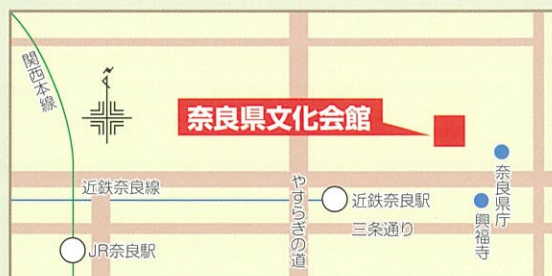 関西本線
奈良県文化会館
奈良県庁
近鉄奈良線
やすらぎの道
近鉄奈良駅
興福寺
三条通り
JR奈良駅